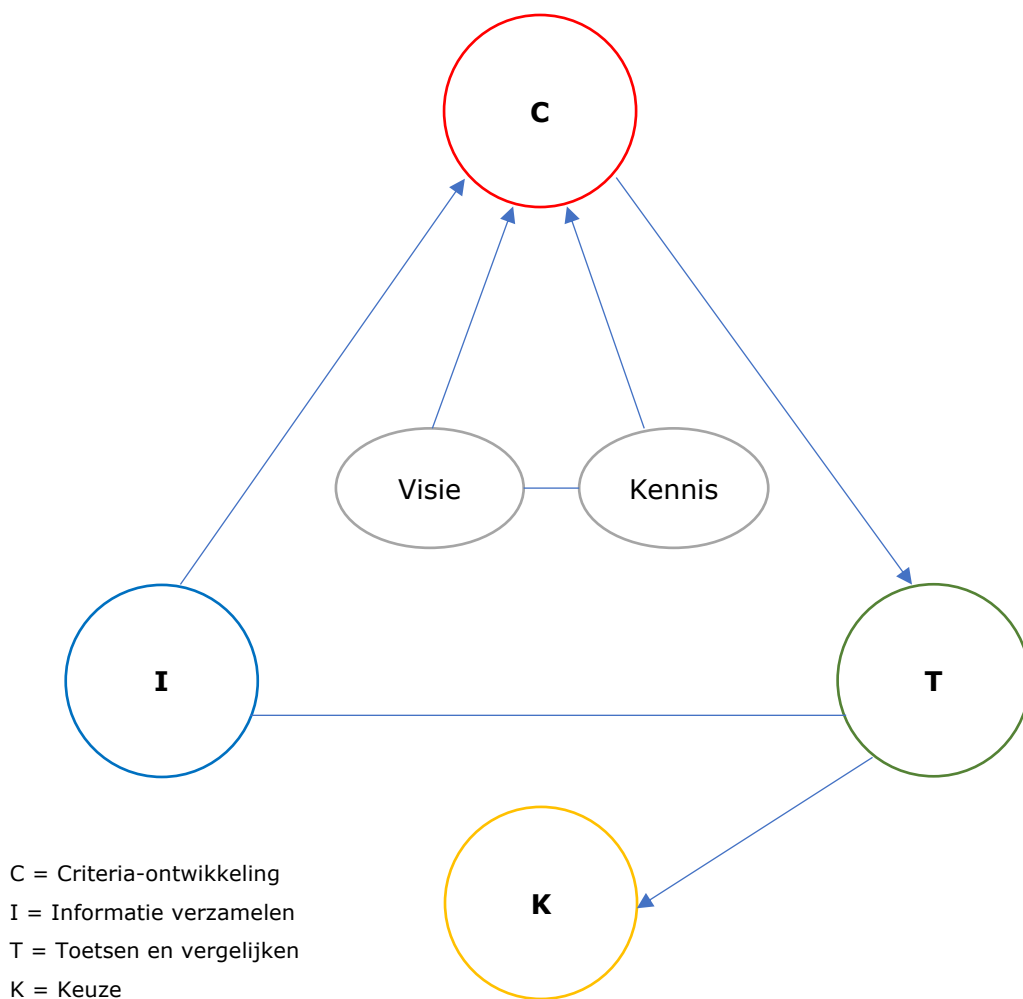 C
Visie
Kennis
I
T
K
C = Criteria-ontwikkeling
I = Informatie verzamelen
T = Toetsen en vergelijken
K = Keuze